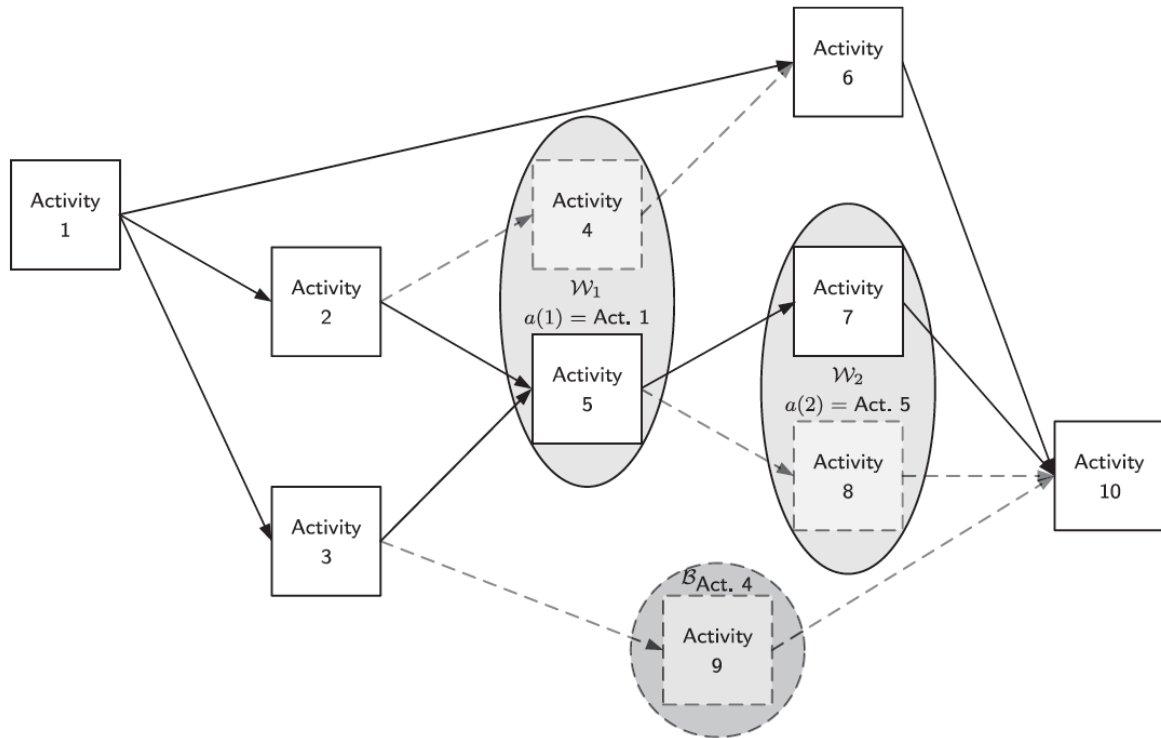 Activity
6
Activity
1
Activity
4
Activity
2
𝒲₁
a(1) = Act. 1
Activity
7
Activity
5
𝒲₂
a(2) = Act. 5
Activity
8
Activity
10
Activity
3
ℬAct. 4
Activity
9